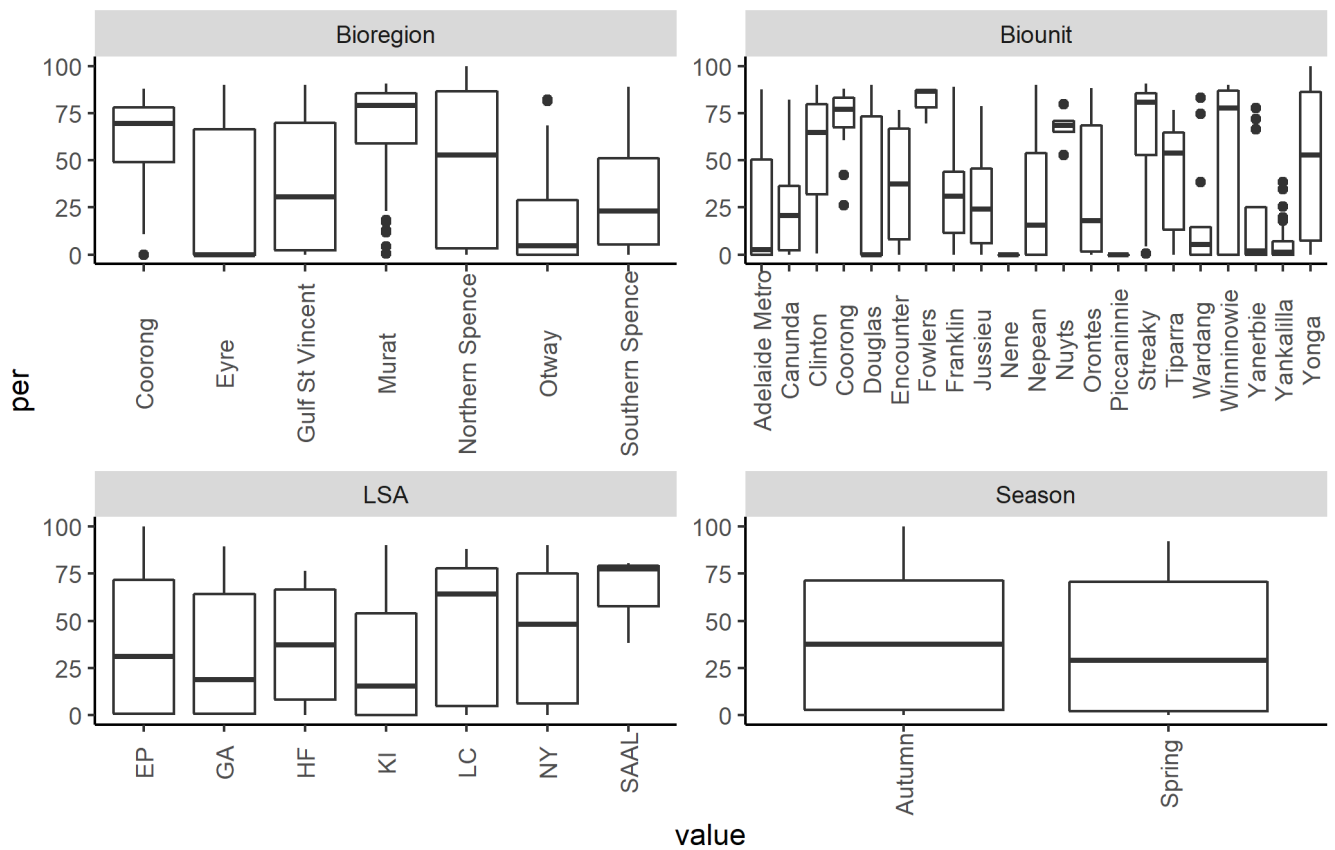 Bioregion
Biounit
per
100
75
50
25
0
100
75
50
25
0
Coorong
Eyre
Gulf St Vincent
Murat
Northern Spence
Otway
Southern Spence
Adelaide Metro
Canunda
Clinton
Coorong
Douglas
Encounter
Fowlers
Franklin
Jussieu
Nene
Nepean
Nuyts
Orontes
Piccaninnie
Streaky
Tiparra
Wardang
Winninowie
Yanerbie
Yankalilla
Yonga
LSA
Season
100
75
50
25
0
100
75
50
25
0
EP
GA
HF
KI
LC
NY
SAAL
Autumn
Spring
value